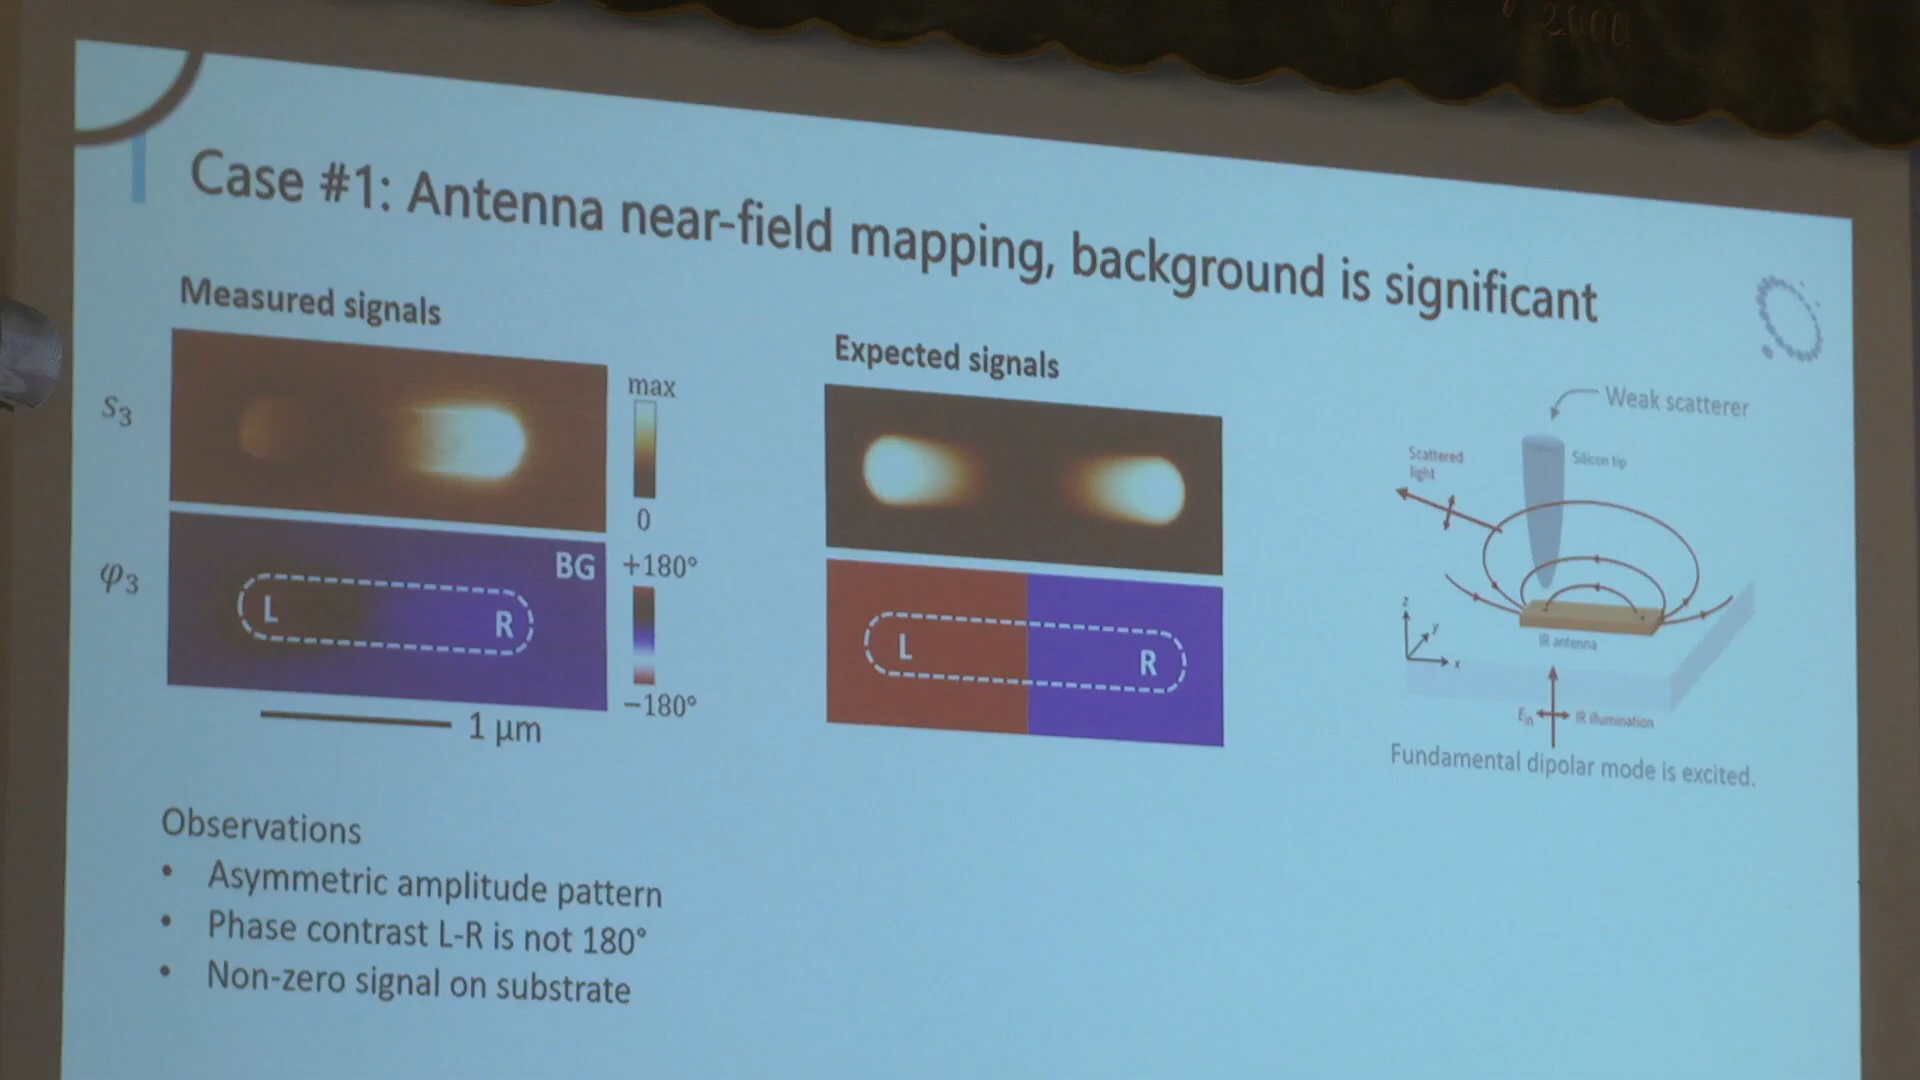 2000
Case #1: Antenna near-field mapping, background is significant
Measured signals
s₃
max
0
φ₃
BG
L
R
+180°
−180°
1 μm
Expected signals
L
R
Weak scatterer
Scattered
light
Silicon tip
z
y
x
IR antenna
E_in
IR illumination
Fundamental dipolar mode is excited.
Observations
• Asymmetric amplitude pattern
• Phase contrast L-R is not 180°
• Non-zero signal on substrate